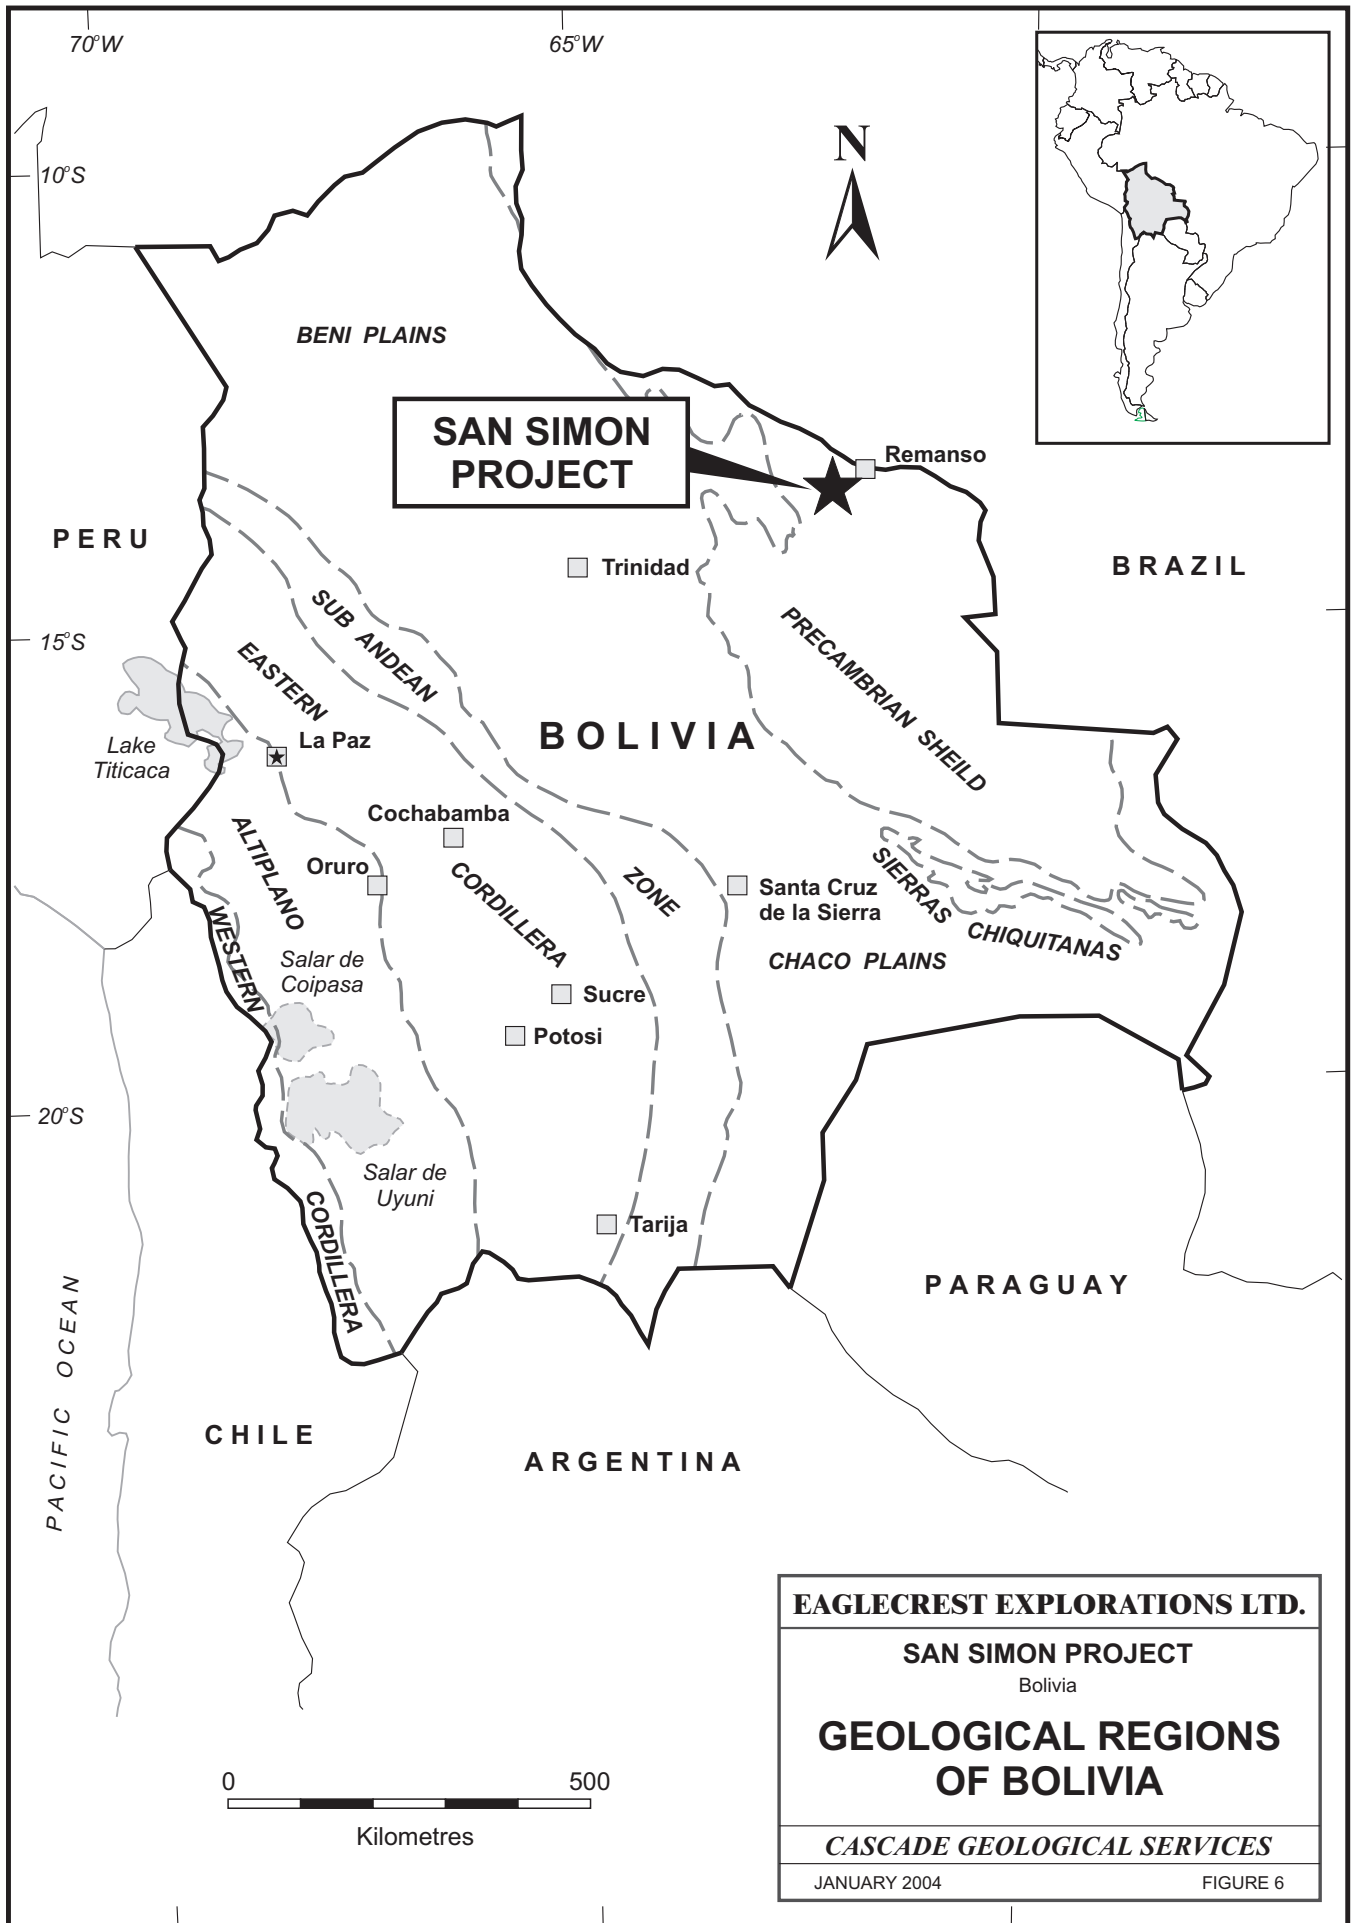 70°W
65°W
10°S
N
BENI PLAINS
SAN SIMON
PROJECT
Remanso
PERU
BRAZIL
Trinidad
15°S
SUB ANDEAN
ZONE
PRECAMBRIAN SHEILD
EASTERN
CORDILLERA
BOLIVIA
La Paz
Lake
Titicaca
Cochabamba
ALTIPLANO
Oruro
Santa Cruz
de la Sierra
SIERRAS
CHIQUITANAS
CHACO PLAINS
WESTERN
CORDILLERA
Salar de
Coipasa
Sucre
Potosi
20°S
Salar de
Uyuni
Tarija
PARAGUAY
PACIFIC OCEAN
CHILE
ARGENTINA
0
500
Kilometres
EAGLECREST EXPLORATIONS LTD.
SAN SIMON PROJECT
Bolivia
GEOLOGICAL REGIONS
OF BOLIVIA
CASCADE GEOLOGICAL SERVICES
JANUARY 2004
FIGURE 6